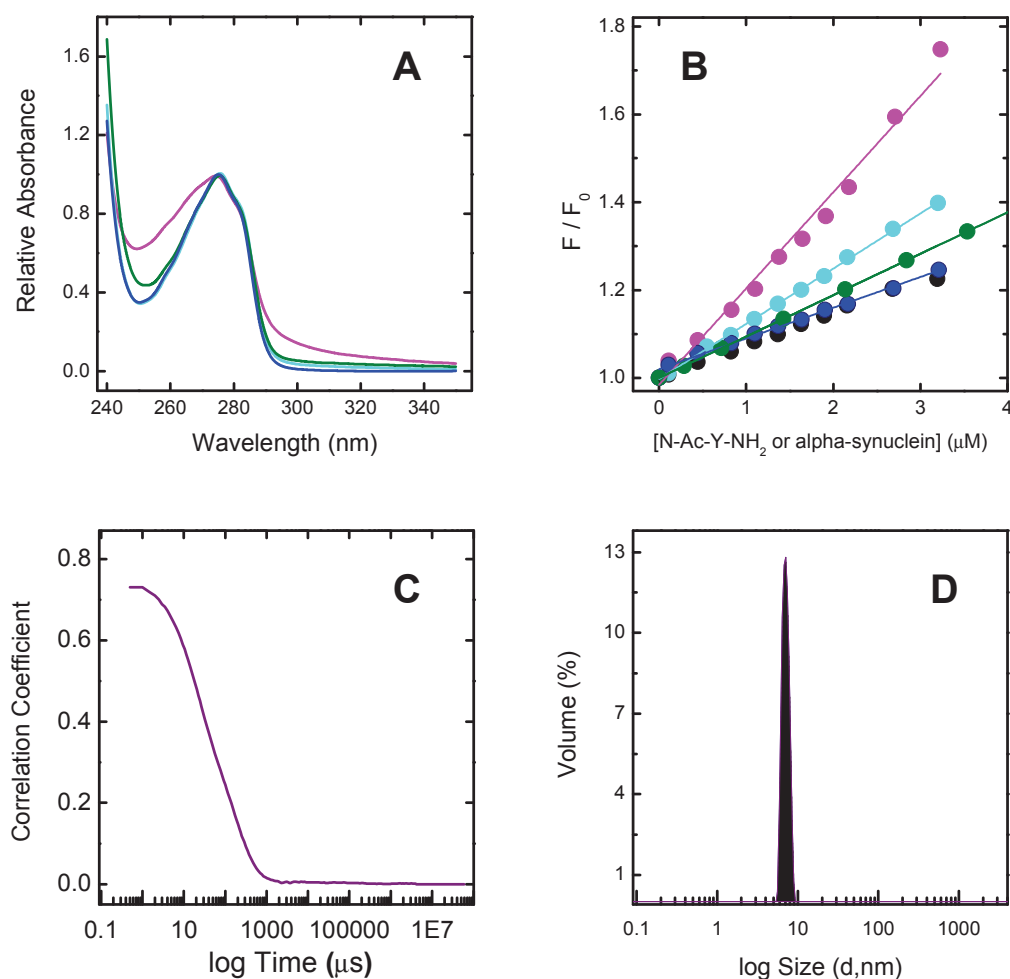 A
1.6
1.2
0.8
0.4
0.0
Relative Absorbance
240 260 280 300 320 340
Wavelength (nm)
B
1.8
1.6
1.4
1.2
1.0
F / F0
0 1 2 3 4
[N-Ac-Y-NH2 or alpha-synuclein] (μM)
C
0.8
0.6
0.4
0.2
0.0
Correlation Coefficient
0.1 10 1000 100000 1E7
log Time (μs)
D
13
10
7
4
1
Volume (%)
0.1 1 10 100 1000
log Size (d,nm)